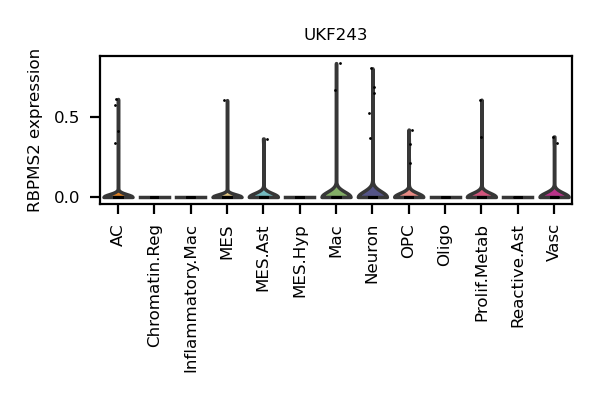 UKF243
RBPMS2 expression
0.5
0.0
AC
Chromatin.Reg
Inflammatory.Mac
MES
MES.Ast
MES.Hyp
Mac
Neuron
OPC
Oligo
Prolif.Metab
Reactive.Ast
Vasc